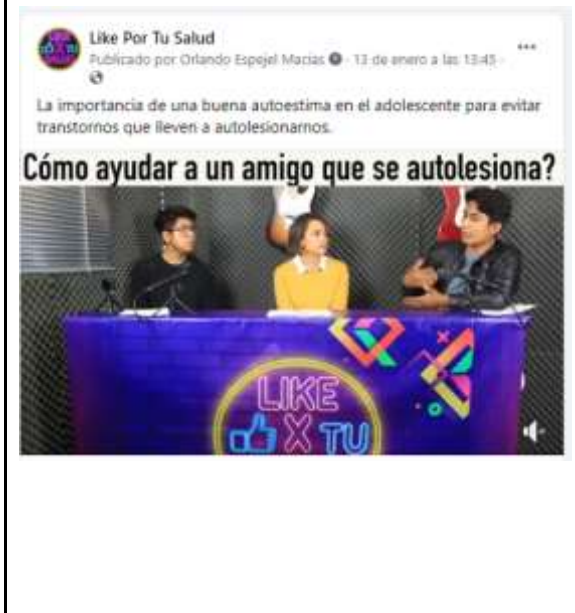 Like Por Tu Salud
Publicado por Orlando Espejel Macias · 13 de enero a las 13:45 ·
La importancia de una buena autoestima en el adolescente para evitar
transtornos que lleven a autolesionarnos.
Cómo ayudar a un amigo que se autolesiona?
LIKE
X TU